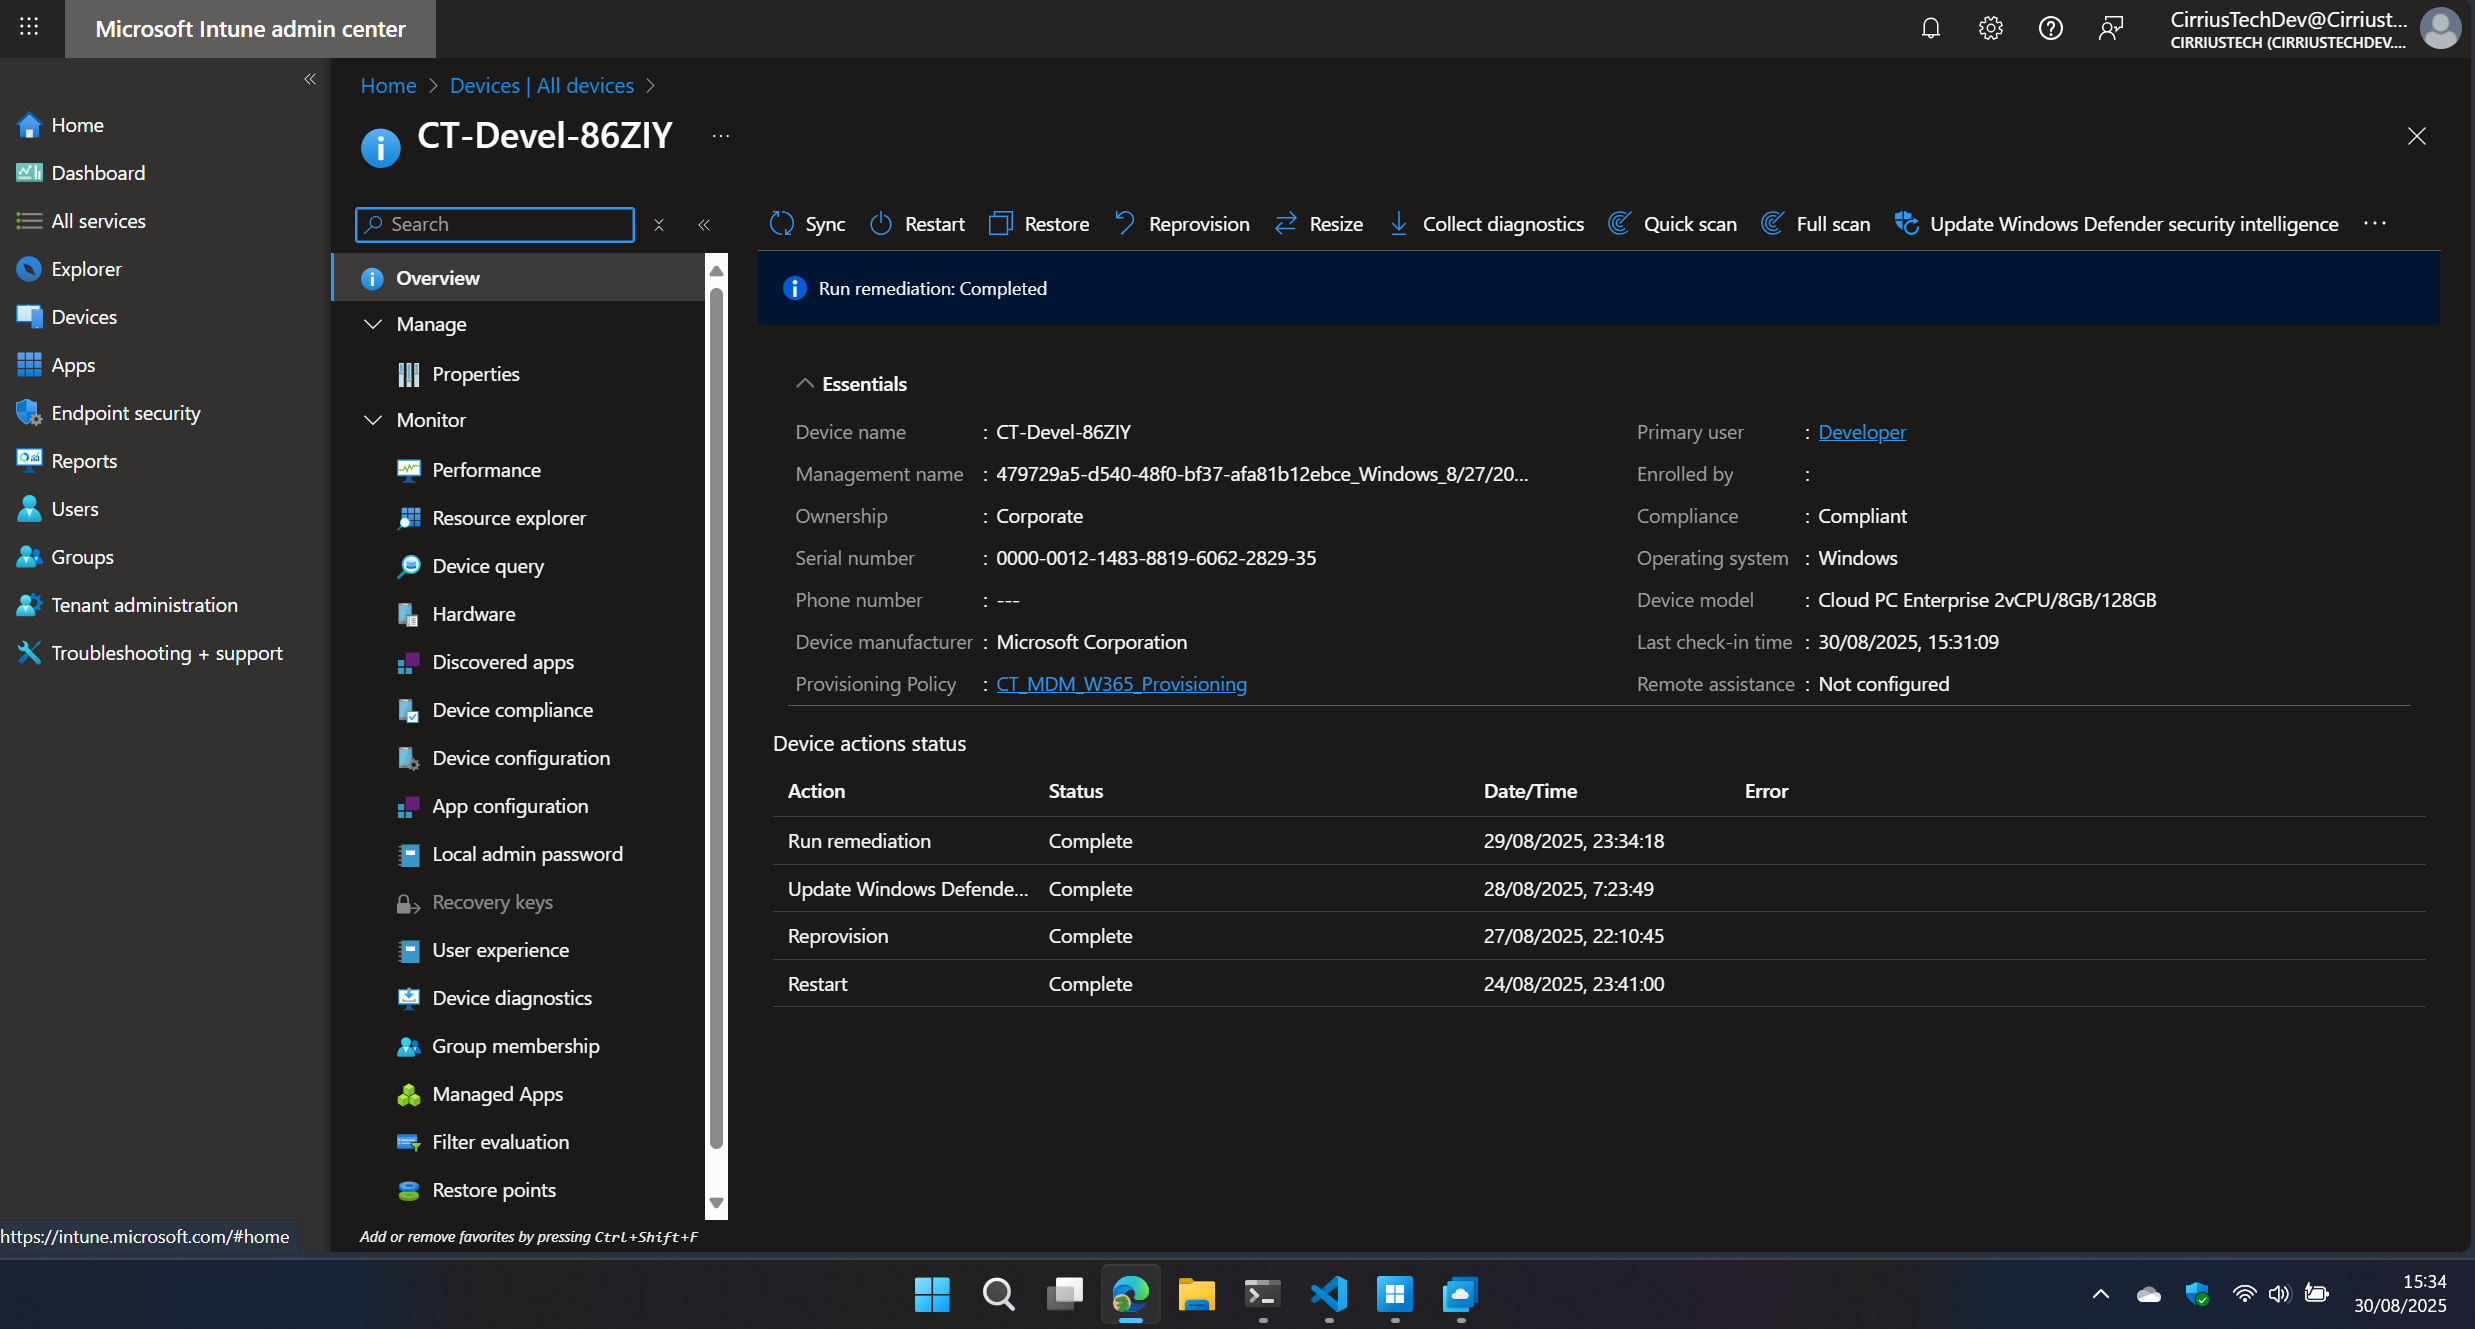 Microsoft Intune admin center
CirriusTechDev@Cirriust...
CIRRIUSTECH (CIRRIUSTECHDEV....
Home
Dashboard
All services
Explorer
Devices
Apps
Endpoint security
Reports
Users
Groups
Tenant administration
Troubleshooting + support
https://intune.microsoft.com/#home
Home > Devices | All devices >
CT-Devel-86ZIY ...
Search
Overview
Manage
Properties
Monitor
Performance
Resource explorer
Device query
Hardware
Discovered apps
Device compliance
Device configuration
App configuration
Local admin password
Recovery keys
User experience
Device diagnostics
Group membership
Managed Apps
Filter evaluation
Restore points
Add or remove favorites by pressing Ctrl+Shift+F
Sync Restart Restore Reprovision Resize Collect diagnostics Quick scan Full scan Update Windows Defender security intelligence ...
Run remediation: Completed
Essentials
Device name : CT-Devel-86ZIY
Management name : 479729a5-d540-48f0-bf37-afa81b12ebce_Windows_8/27/20...
Ownership : Corporate
Serial number : 0000-0012-1483-8819-6062-2829-35
Phone number : ---
Device manufacturer : Microsoft Corporation
Provisioning Policy : CT_MDM_W365_Provisioning
Primary user : Developer
Enrolled by :
Compliance : Compliant
Operating system : Windows
Device model : Cloud PC Enterprise 2vCPU/8GB/128GB
Last check-in time : 30/08/2025, 15:31:09
Remote assistance : Not configured
Device actions status
Action Status Date/Time Error
Run remediation Complete 29/08/2025, 23:34:18
Update Windows Defende... Complete 28/08/2025, 7:23:49
Reprovision Complete 27/08/2025, 22:10:45
Restart Complete 24/08/2025, 23:41:00
15:34
30/08/2025